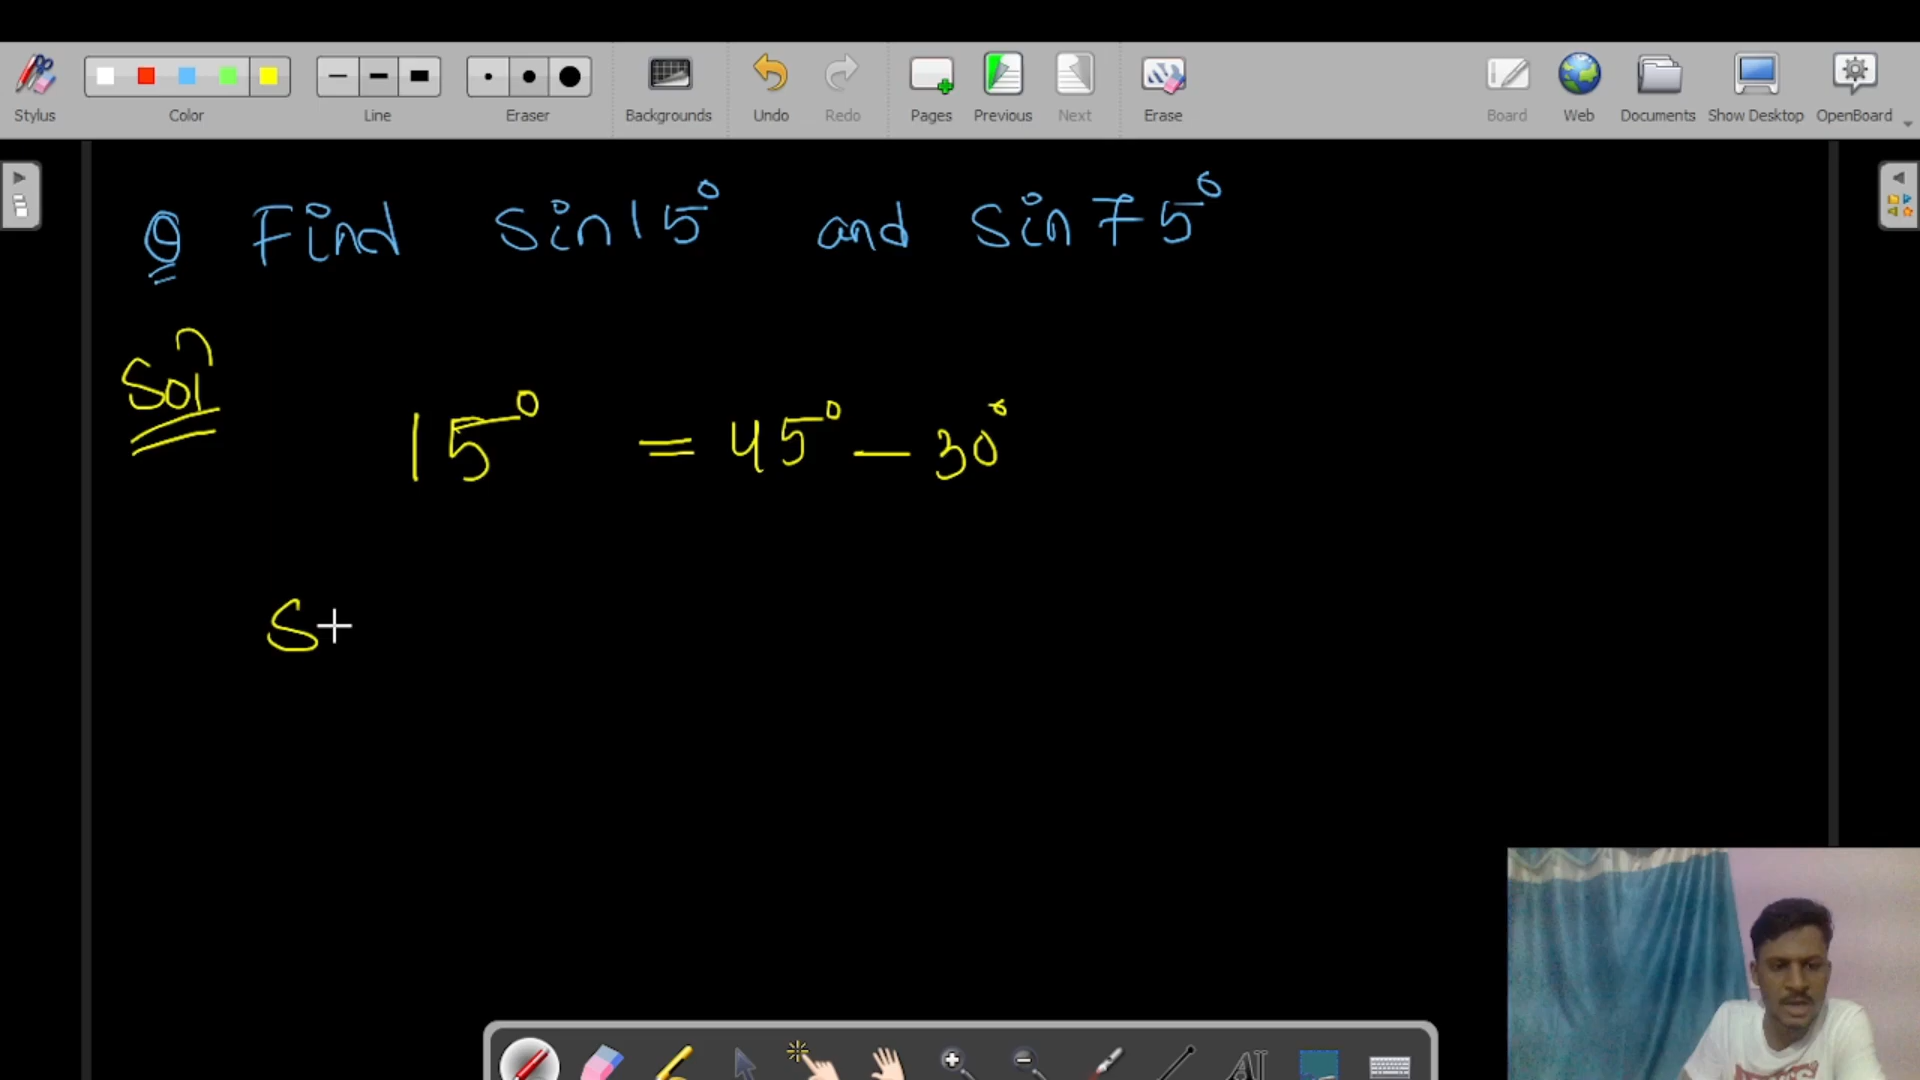 Stylus Color Line Eraser Backgrounds Undo Redo Pages Previous Next Erase Board Web Documents Show Desktop OpenBoard
Q Find sin15° and sin75°
Sol
15° = 45° - 30°
S